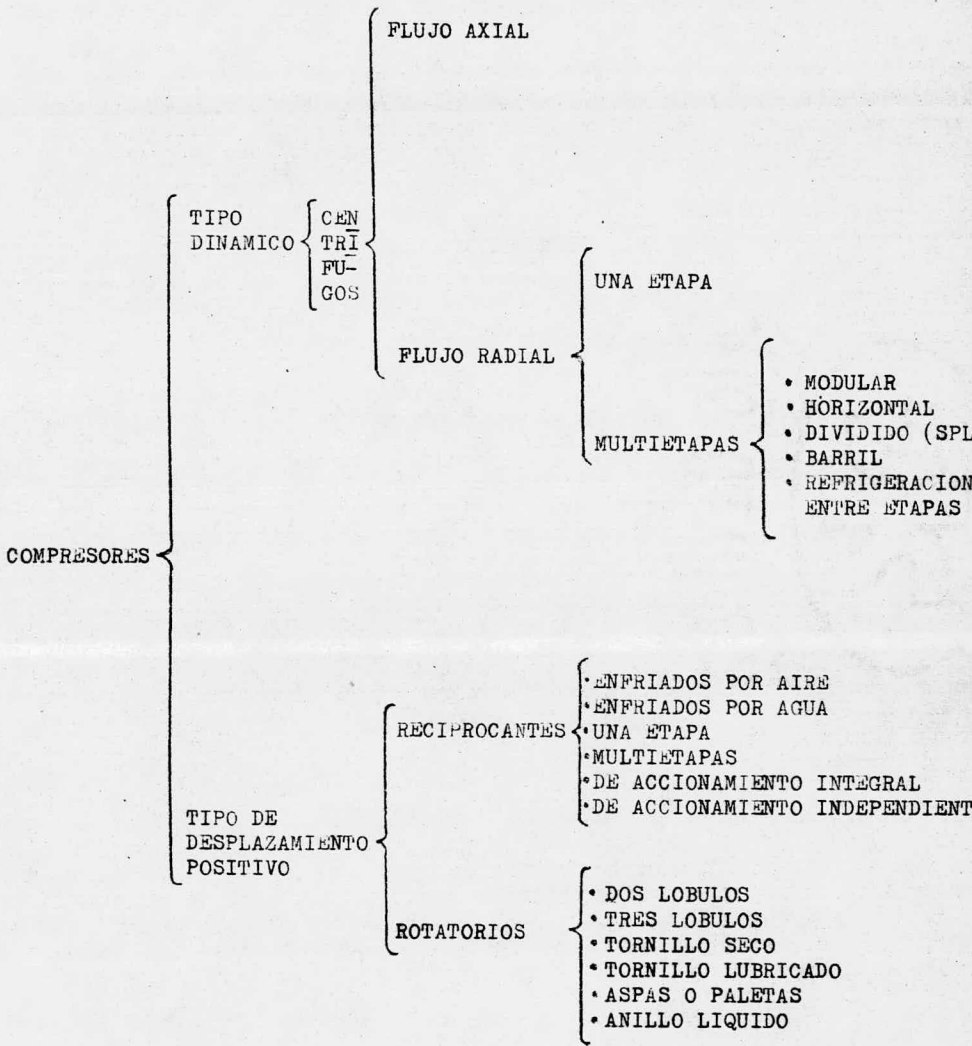 FLUJO AXIAL
TIPO
DINAMICO
CEN
TRI
FU-
GOS
UNA ETAPA
FLUJO RADIAL
• MODULAR
• HORIZONTAL
• DIVIDIDO (SPL
MULTIETAPAS
• BARRIL
• REFRIGERACION
ENTRE ETAPAS
COMPRESORES
• ENFRIADOS POR AIRE
• ENFRIADOS POR AGUA
RECIPROCANTES
• UNA ETAPA
• MULTIETAPAS
• DE ACCIONAMIENTO INTEGRAL
• DE ACCIONAMIENTO INDEPENDIENT
TIPO DE
DESPLAZAMIENTO
POSITIVO
• DOS LOBULOS
• TRES LOBULOS
ROTATORIOS
• TORNILLO SECO
• TORNILLO LUBRICADO
• ASPAS O PALETAS
• ANILLO LIQUIDO